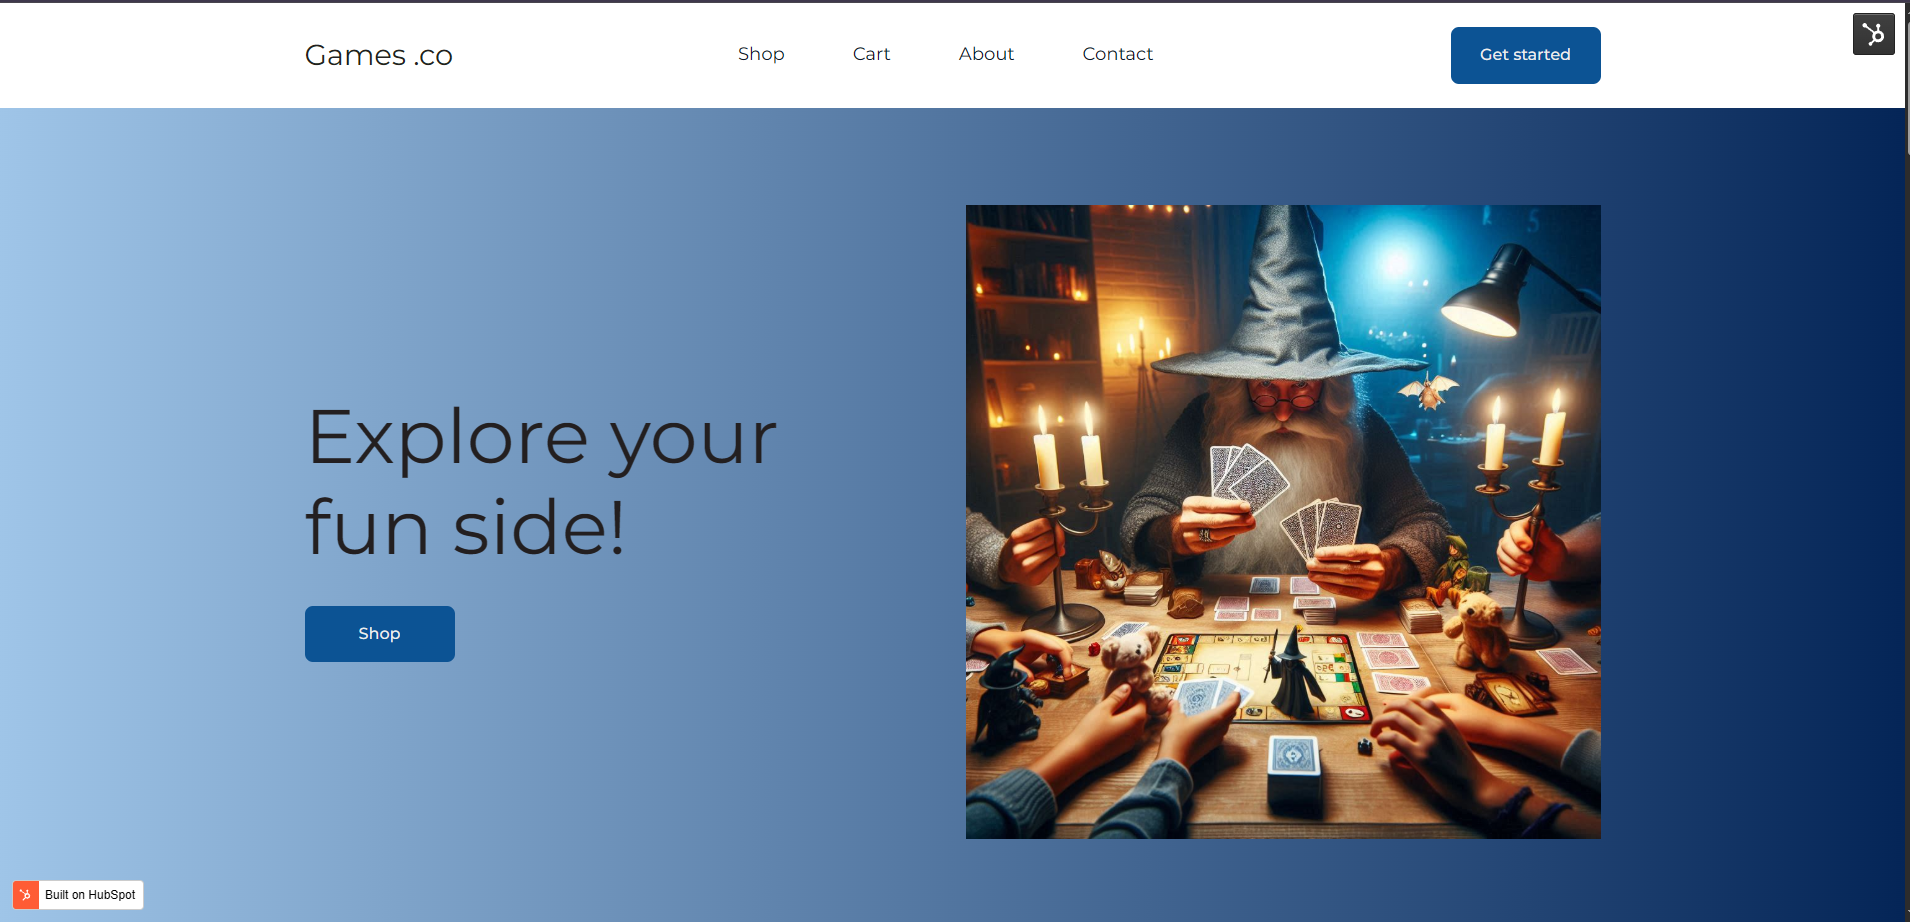 Games .co
Shop
Cart
About
Contact
Get started
Explore your
fun side!
Shop
Built on HubSpot